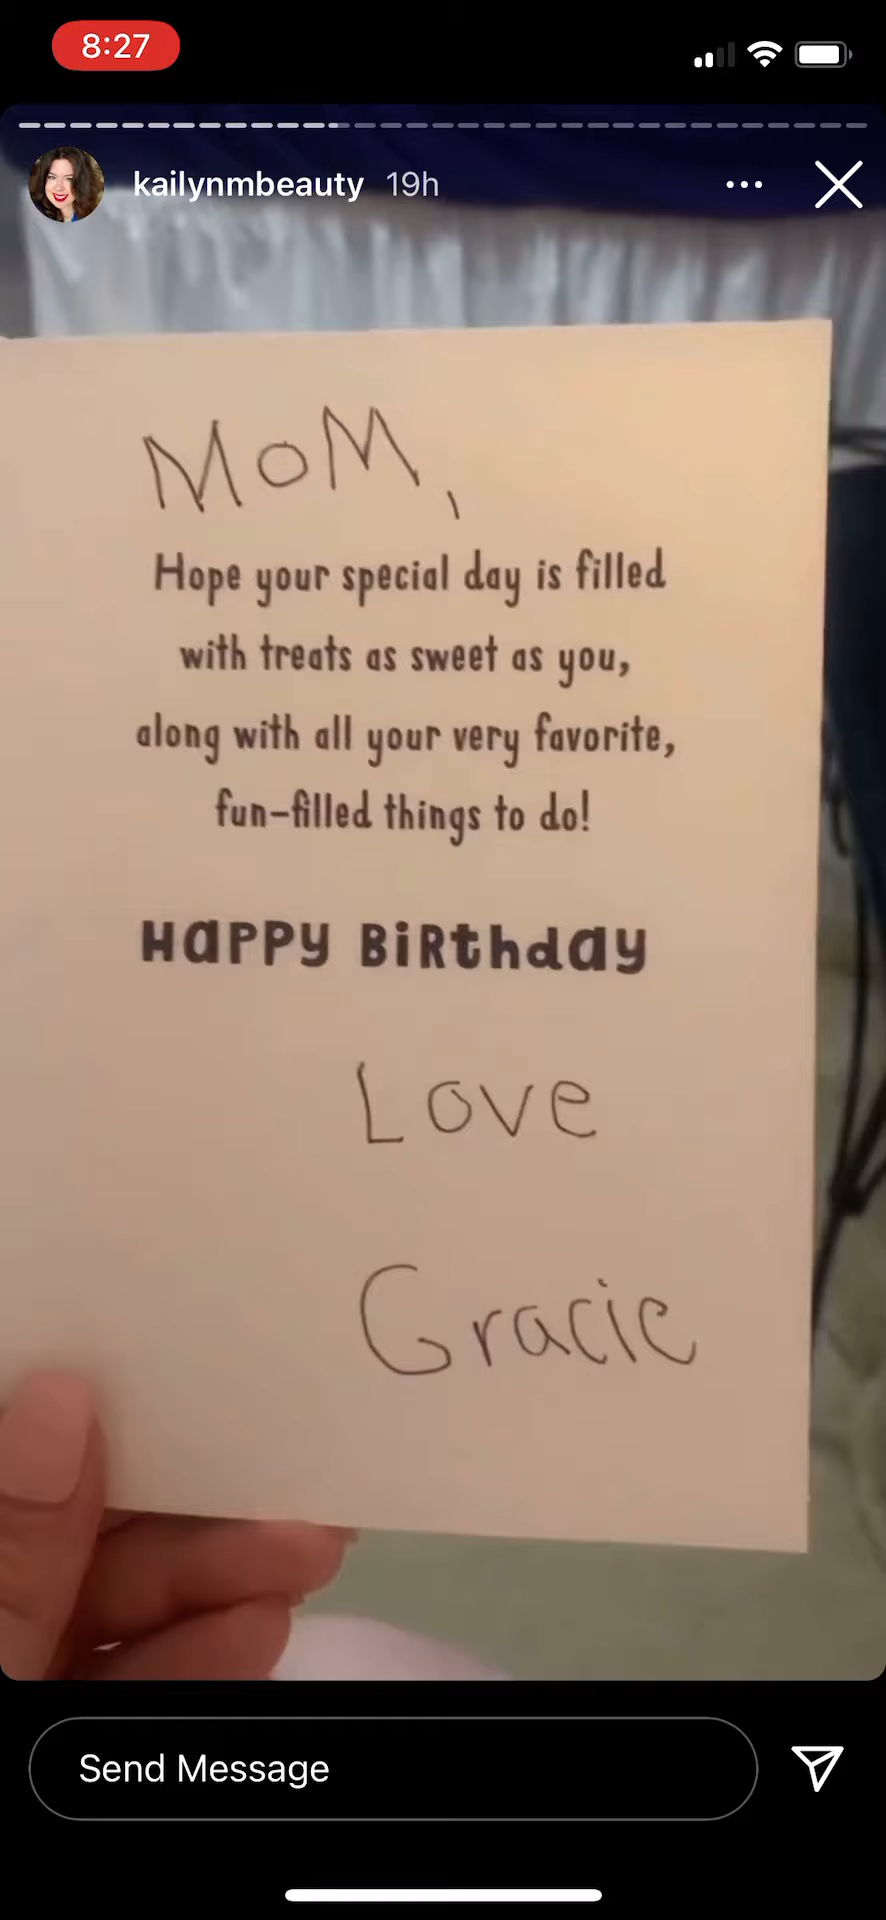 8:27
kailynmbeauty 19h
MoM,
Hope your special day is filled
with treats as sweet as you,
along with all your very favorite,
fun-filled things to do!
HaPPy BiRthday
Love
Gracie
Send Message